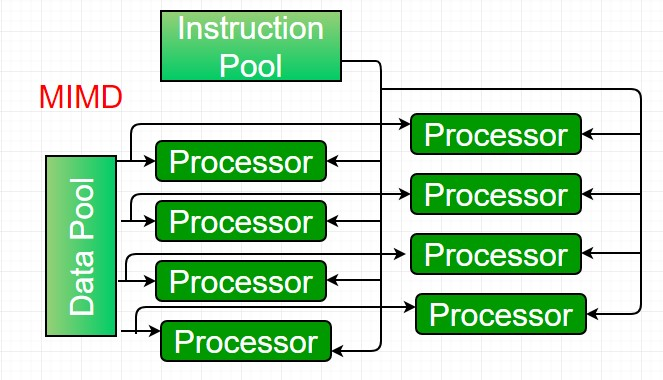 Instruction
Pool
MIMD
Processor
Processor
Processor
Processor
Data Pool
Processor
Processor
Processor
Processor